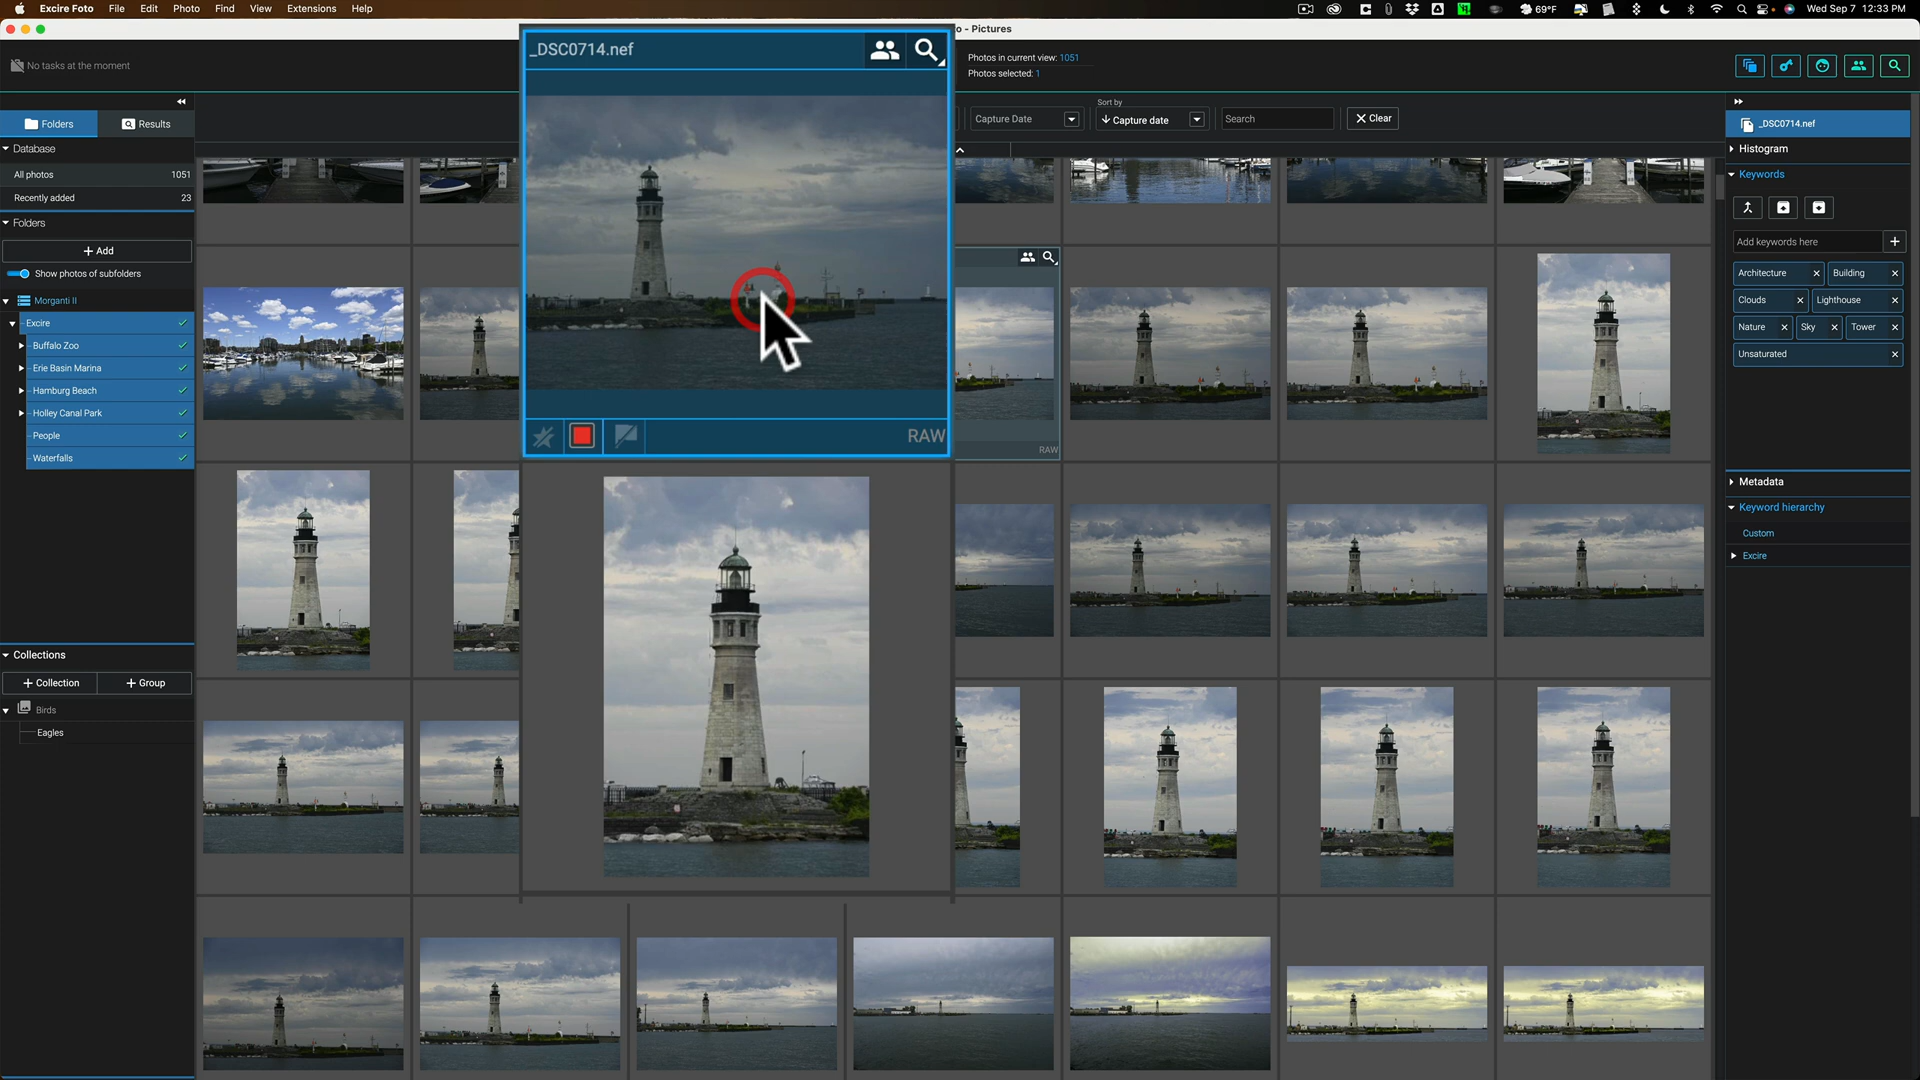 Excire Foto File Edit Photo Find View Extensions Help
69°F Wed Sep 7 12:33 PM
o - Pictures
No tasks at the moment
_DSC0714.nef
Photos in current view: 1051
Photos selected: 1
Folders
Results
Capture Date
Sort by
Capture date
Search
Clear
_DSC0714.nef
Database
All photos 1051
Recently added 23
Folders
+ Add
Show photos of subfolders
Morganti II
Excire
Buffalo Zoo
Erie Basin Marina
Hamburg Beach
Holley Canal Park
People
Waterfalls
RAW
RAW
Histogram
Keywords
Add keywords here
Architecture
Building
Clouds
Lighthouse
Nature
Sky
Tower
Unsaturated
Metadata
Keyword hierarchy
Custom
Excire
Collections
+ Collection
+ Group
Birds
Eagles